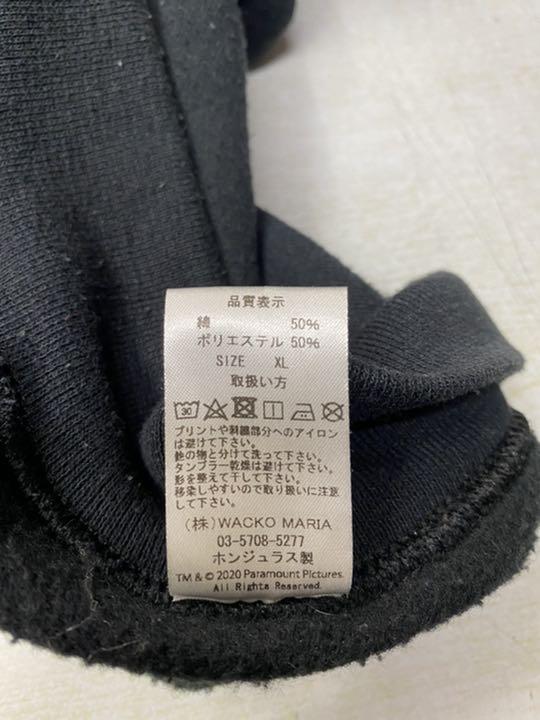 品質表示
綿 50%
ポリエステル 50%
SIZE XL
取扱い方
30
プリントや刺繍部分へのアイロン
は避けて下さい。
他の物と分けて洗って下さい。
タンブラー乾燥は避けて下さい。
形を整えて干して下さい。
移染しやすいので取り扱いに注意
して下さい。
(株)WACKO MARIA
03-5708-5277
ホンジュラス製
TM & © 2020 Paramount Pictures.
All Rights Reserved.